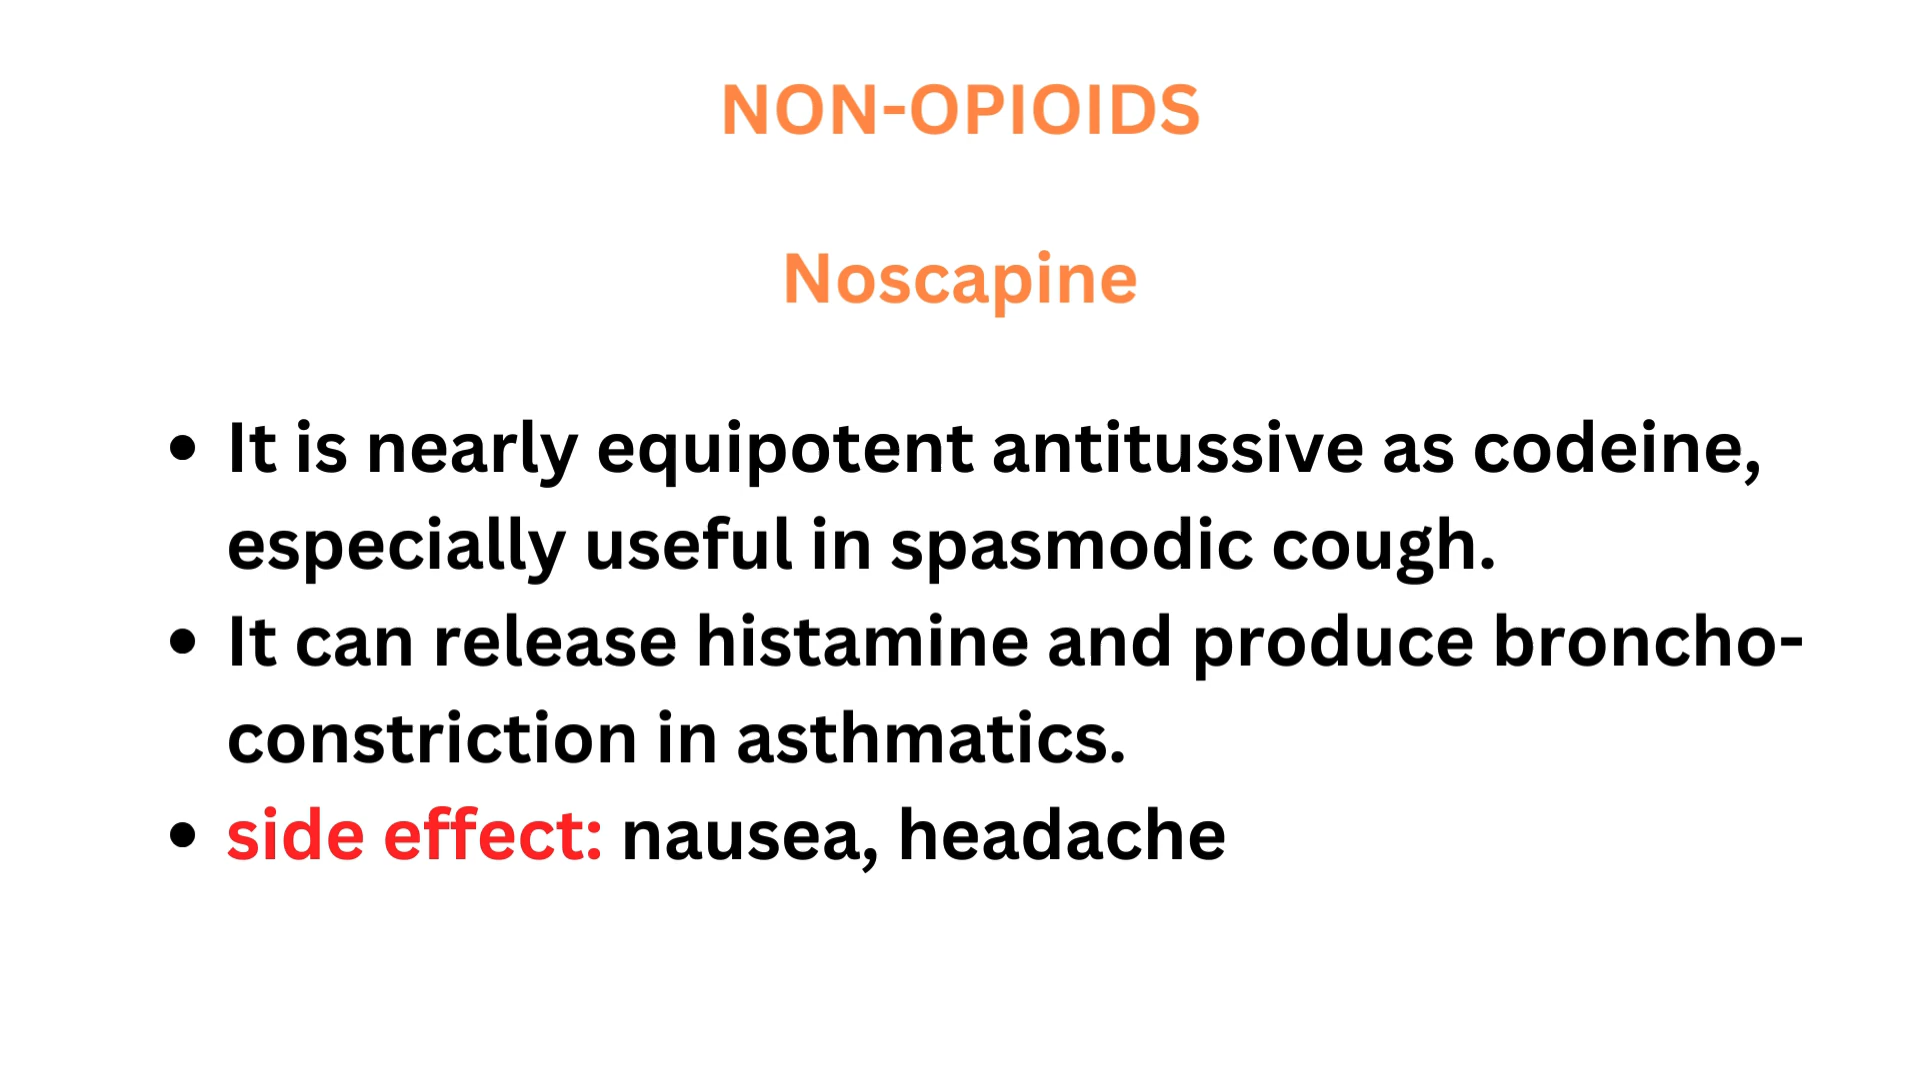 NON-OPIOIDS
Noscapine
• It is nearly equipotent antitussive as codeine,
especially useful in spasmodic cough.
• It can release histamine and produce broncho-
constriction in asthmatics.
• side effect: nausea, headache